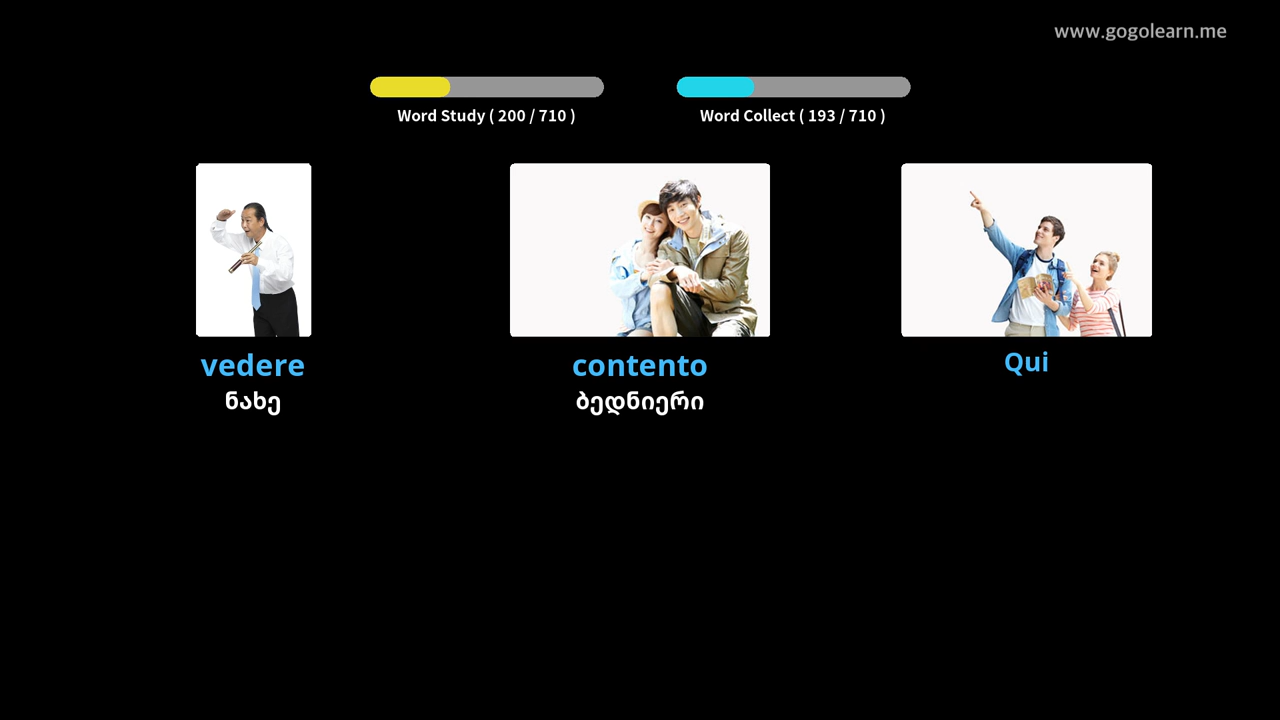 www.gogolearn.me
Word Study ( 200 / 710 )
Word Collect ( 193 / 710 )
vedere
ნახე
contento
ბედნიერი
Qui